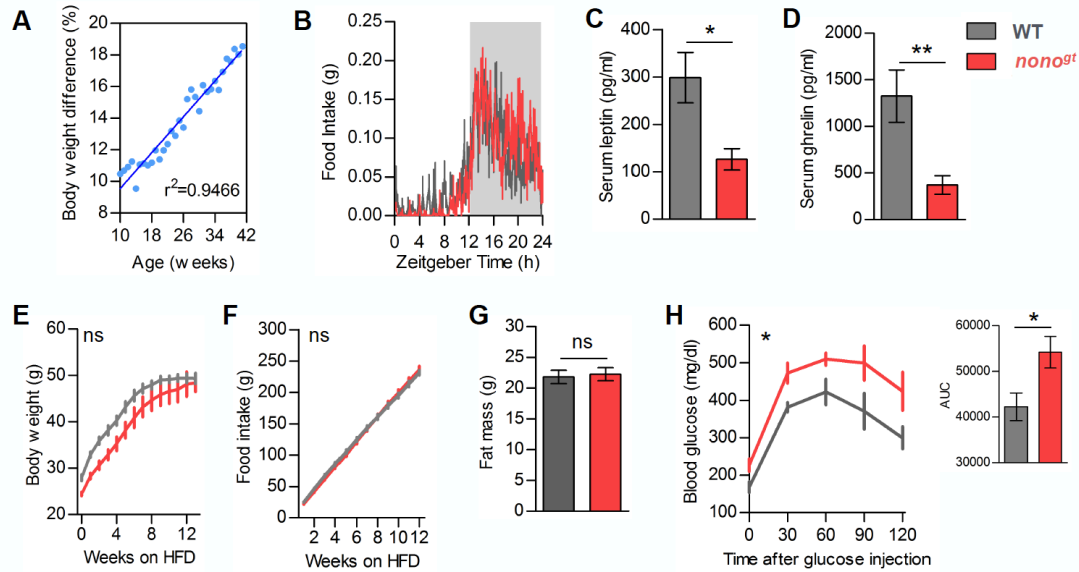 A
Body weight difference (%)
20
18
16
14
12
10
8
r²=0.9466
10 18 26 34 42
Age (weeks)
B
Food Intake (g)
0.25
0.20
0.15
0.10
0.05
0.00
0 4 8 12 16 20 24
Zeitgeber Time (h)
C
Serum leptin (pg/ml)
400
300
200
100
0
*
D
Serum ghrelin (pg/ml)
2000
1500
1000
500
0
**
WT
nonoᵍᵗ
E
Body weight (g)
60
50
40
30
20
ns
0 4 8 12
Weeks on HFD
F
Food intake (g)
300
250
200
150
100
50
0
ns
2 4 6 8 10 12
Weeks on HFD
G
Fat mass (g)
30
25
20
15
10
5
0
ns
H
Blood glucose (mg/dl)
600
500
400
300
200
100
*
0 30 60 90 120
Time after glucose injection
AUC
60000
50000
40000
30000
*